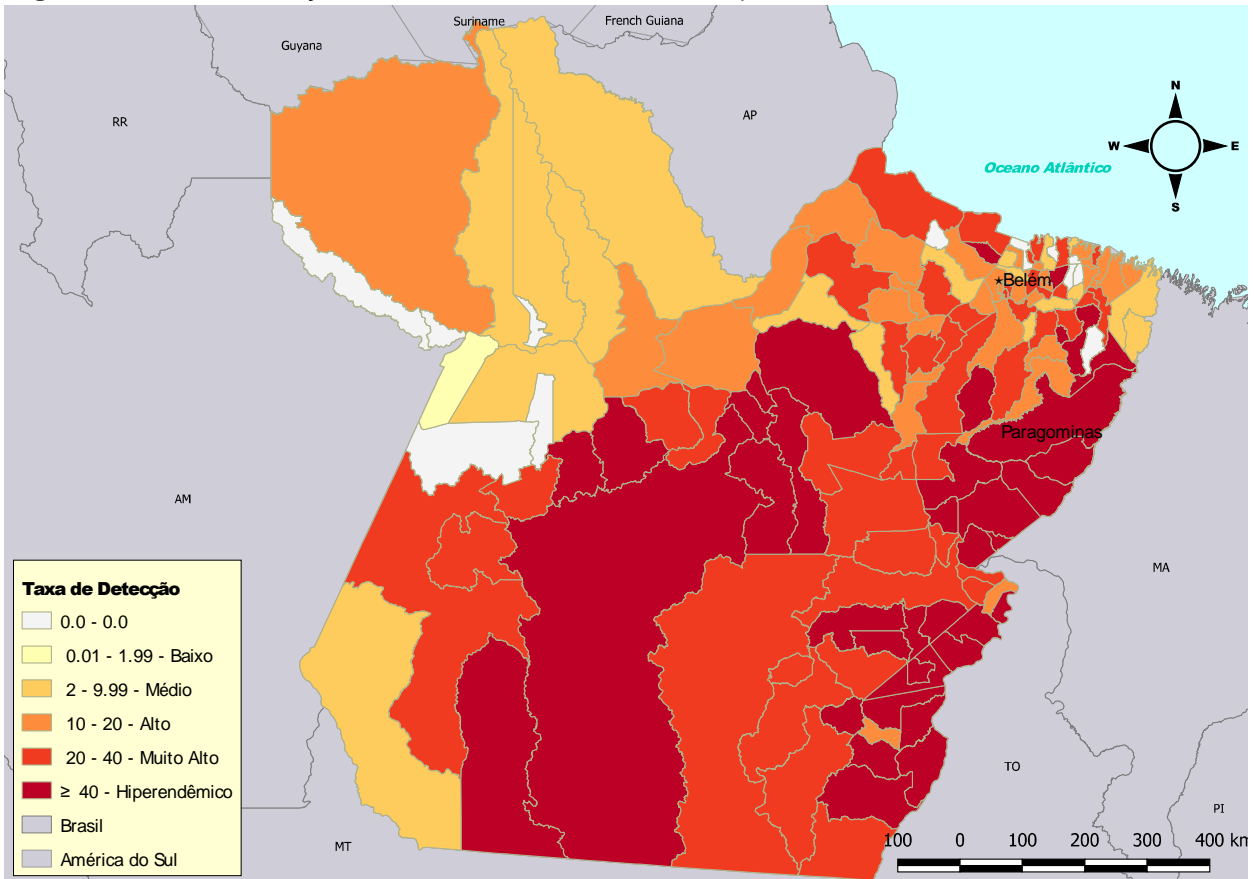 Suriname
French Guiana
Guyana
RR
AP
N
W E
S
Oceano Atlântico
★Belém
Paragominas
AM
MA
TO
PI
MT
Taxa de Detecção
0.0 - 0.0
0.01 - 1.99 - Baixo
2 - 9.99 - Médio
10 - 20 - Alto
20 - 40 - Muito Alto
≥ 40 - Hiperendêmico
Brasil
América do Sul
100 0 100 200 300 400 km